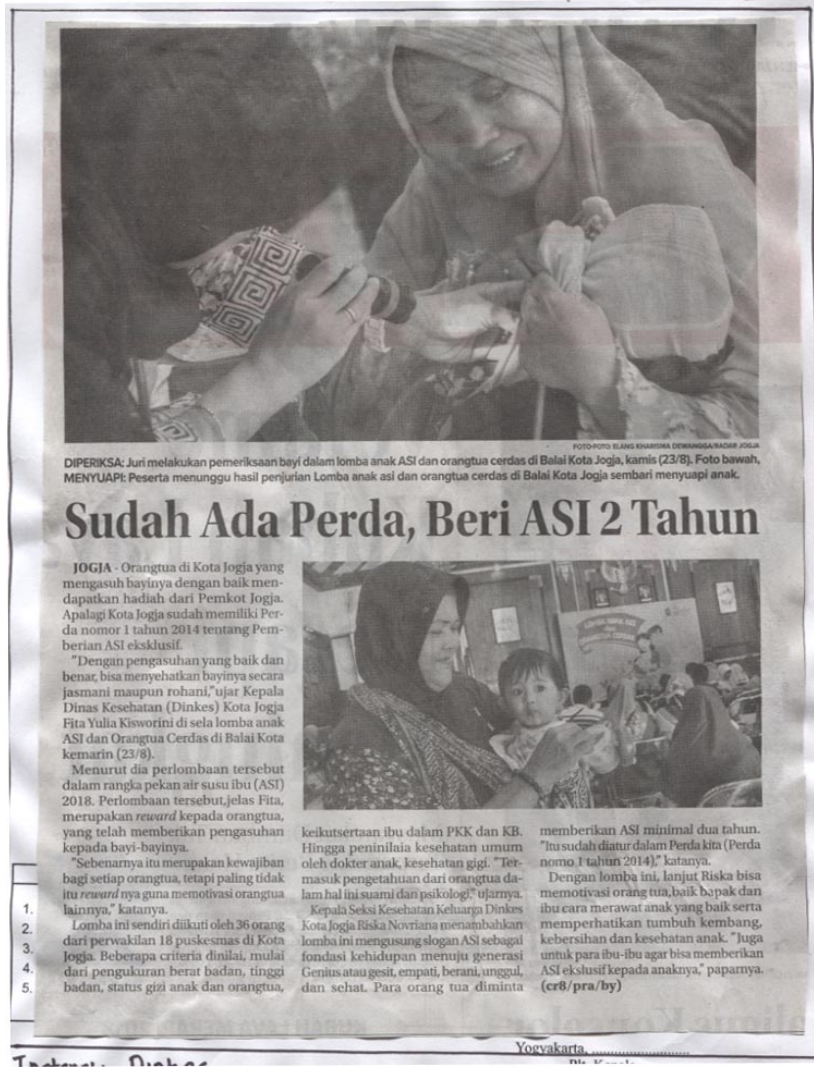 FOTO-FOTO: ELANG KHARISMA DEWANGGA/RADAR JOGJA
DIPERIKSA: Juri melakukan pemeriksaan bayi dalam lomba anak ASI dan orangtua cerdas di Balai Kota Jogja, kamis (23/8). Foto bawah,
MENYUAPI: Peserta menunggu hasil penjurian Lomba anak asi dan orangtua cerdas di Balai Kota Jogja sembari menyuapi anak.
Sudah Ada Perda, Beri ASI 2 Tahun
JOGJA - Orangtua di Kota Jogja yang
mengasuh bayinya dengan baik men-
dapatkan hadiah dari Pemkot Jogja.
Apalagi Kota Jogja sudah memiliki Per-
da nomor 1 tahun 2014 tentang Pem-
berian ASI eksklusif.
"Dengan pengasuhan yang baik dan
benar, bisa menyehatkan bayinya secara
jasmani maupun rohani,"ujar Kepala
Dinas Kesehatan (Dinkes) Kota Jogja
Fita Yulia Kisworini di sela lomba anak
ASI dan Orangtua Cerdas di Balai Kota
kemarin (23/8).
Menurut dia perlombaan tersebut
dalam rangka pekan air susu ibu (ASI)
2018. Perlombaan tersebut,jelas Fita,
merupakan reward kepada orangtua,
yang telah memberikan pengasuhan
kepada bayi-bayinya.
"Sebenarnya itu merupakan kewajiban
bagi setiap orangtua, tetapi paling tidak
itu reward nya guna memotivasi orangtua
lainnya," katanya.
Lomba ini sendiri diikuti oleh 36 orang
dari perwakilan 18 puskesmas di Kota
Jogja. Beberapa criteria dinilai, mulai
dari pengukuran berat badan, tinggi
badan, status gizi anak dan orangtua,
LOMBA ANAK ASI
ORANGTUA CERDAS
keikutsertaan ibu dalam PKK dan KB.
Hingga peninilaia kesehatan umum
oleh dokter anak, kesehatan gigi. "Ter-
masuk pengetahuan dari orangtua da-
lam hal ini suami dan psikologi," ujarnya.
Kepala Seksi Kesehatan Keluarga Dinkes
Kota Jogja Riska Novriana menambahkan
lomba ini mengusung slogan ASI sebagai
fondasi kehidupan menuju generasi
Genius atau gesit, empati, berani, unggul,
dan sehat. Para orang tua diminta
memberikan ASI minimal dua tahun.
"Itu sudah diatur dalam Perda kita (Perda
nomo 1 tahun 2014)," katanya.
Dengan lomba ini, lanjut Riska bisa
memotivasi orang tua,baik bapak dan
ibu cara merawat anak yang baik serta
memperhatikan tumbuh kembang,
kebersihan dan kesehatan anak. "Juga
untuk para ibu-ibu agar bisa memberikan
ASI ekslusif kepada anaknya," paparnya.
(cr8/pra/by)
1.
2.
3.
4.
5.
Yogyakarta, ........................